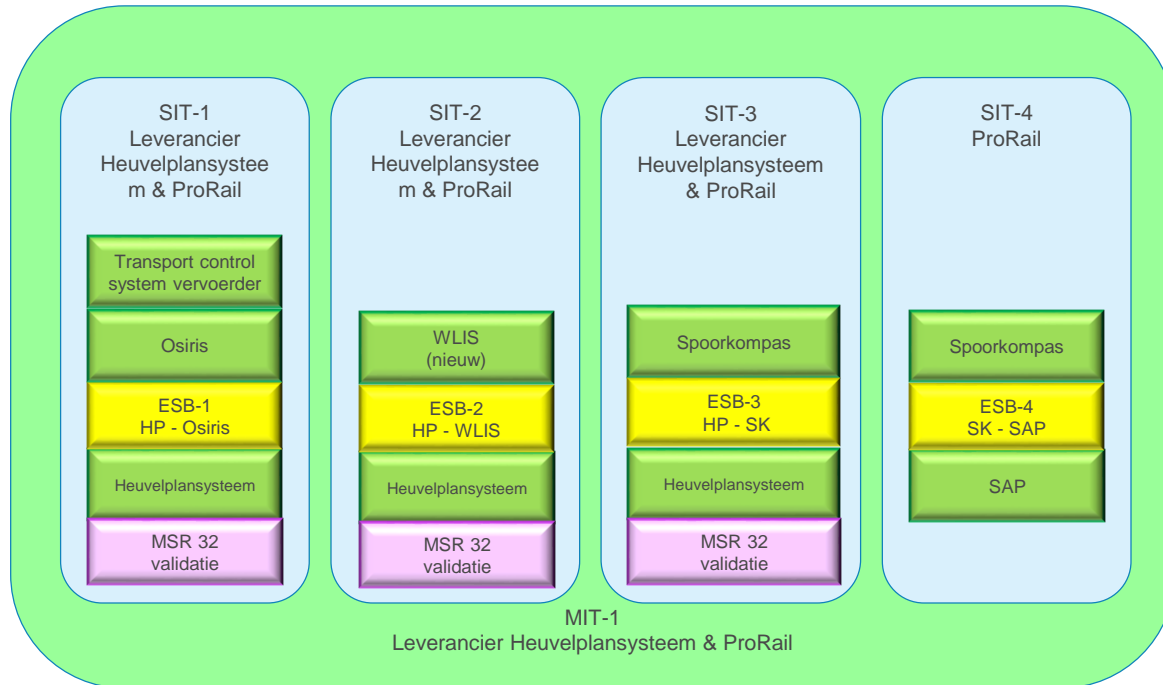 SIT-1
Leverancier
Heuvelplansystee
m & ProRail
Transport control
system vervoerder
Osiris
ESB-1
HP - Osiris
Heuvelplansysteem
MSR 32
validatie
SIT-2
Leverancier
Heuvelplansystee
m & ProRail
WLIS
(nieuw)
ESB-2
HP - WLIS
Heuvelplansysteem
MSR 32
validatie
SIT-3
Leverancier
Heuvelplansysteem
& ProRail
Spoorkompas
ESB-3
HP - SK
Heuvelplansysteem
MSR 32
validatie
SIT-4
ProRail
Spoorkompas
ESB-4
SK - SAP
SAP
MIT-1
Leverancier Heuvelplansysteem & ProRail